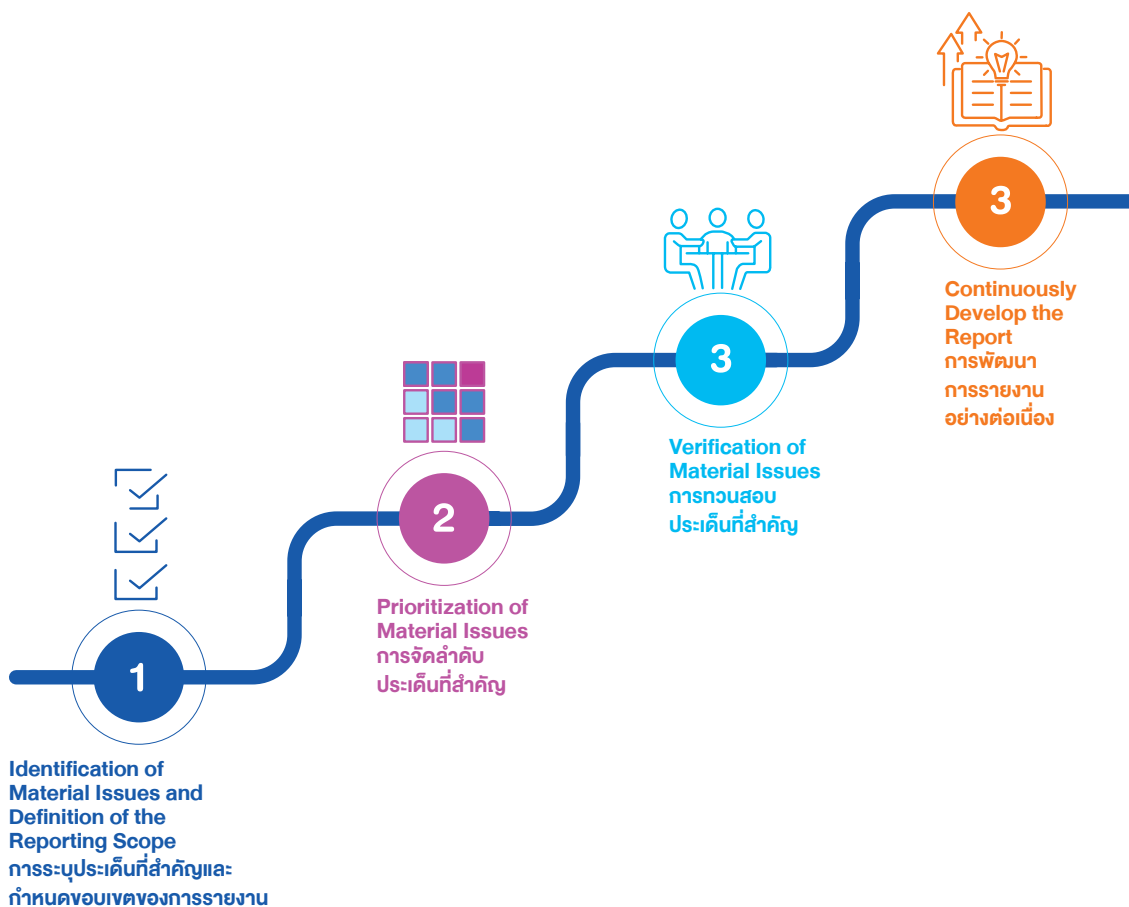 1
Identification of
Material Issues and
Definition of the
Reporting Scope
การระบุประเด็นที่สำคัญและ
กำหนดขอบเขตของการรายงาน
2
Prioritization of
Material Issues
การจัดลำดับ
ประเด็นที่สำคัญ
3
Verification of
Material Issues
การทวนสอบ
ประเด็นที่สำคัญ
3
Continuously
Develop the
Report
การพัฒนา
การรายงาน
อย่างต่อเนื่อง